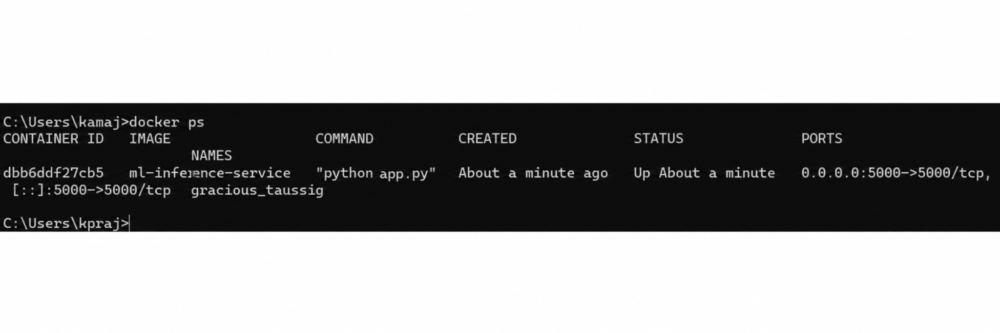 C:\Users\kamaj>docker ps
CONTAINER ID   IMAGE                  COMMAND           CREATED              STATUS              PORTS
                      NAMES
dbb6ddf27cb5   ml-inference-service   "python app.py"   About a minute ago   Up About a minute   0.0.0.0:5000->5000/tcp,
 [::]:5000->5000/tcp   gracious_taussig
C:\Users\kpraj>